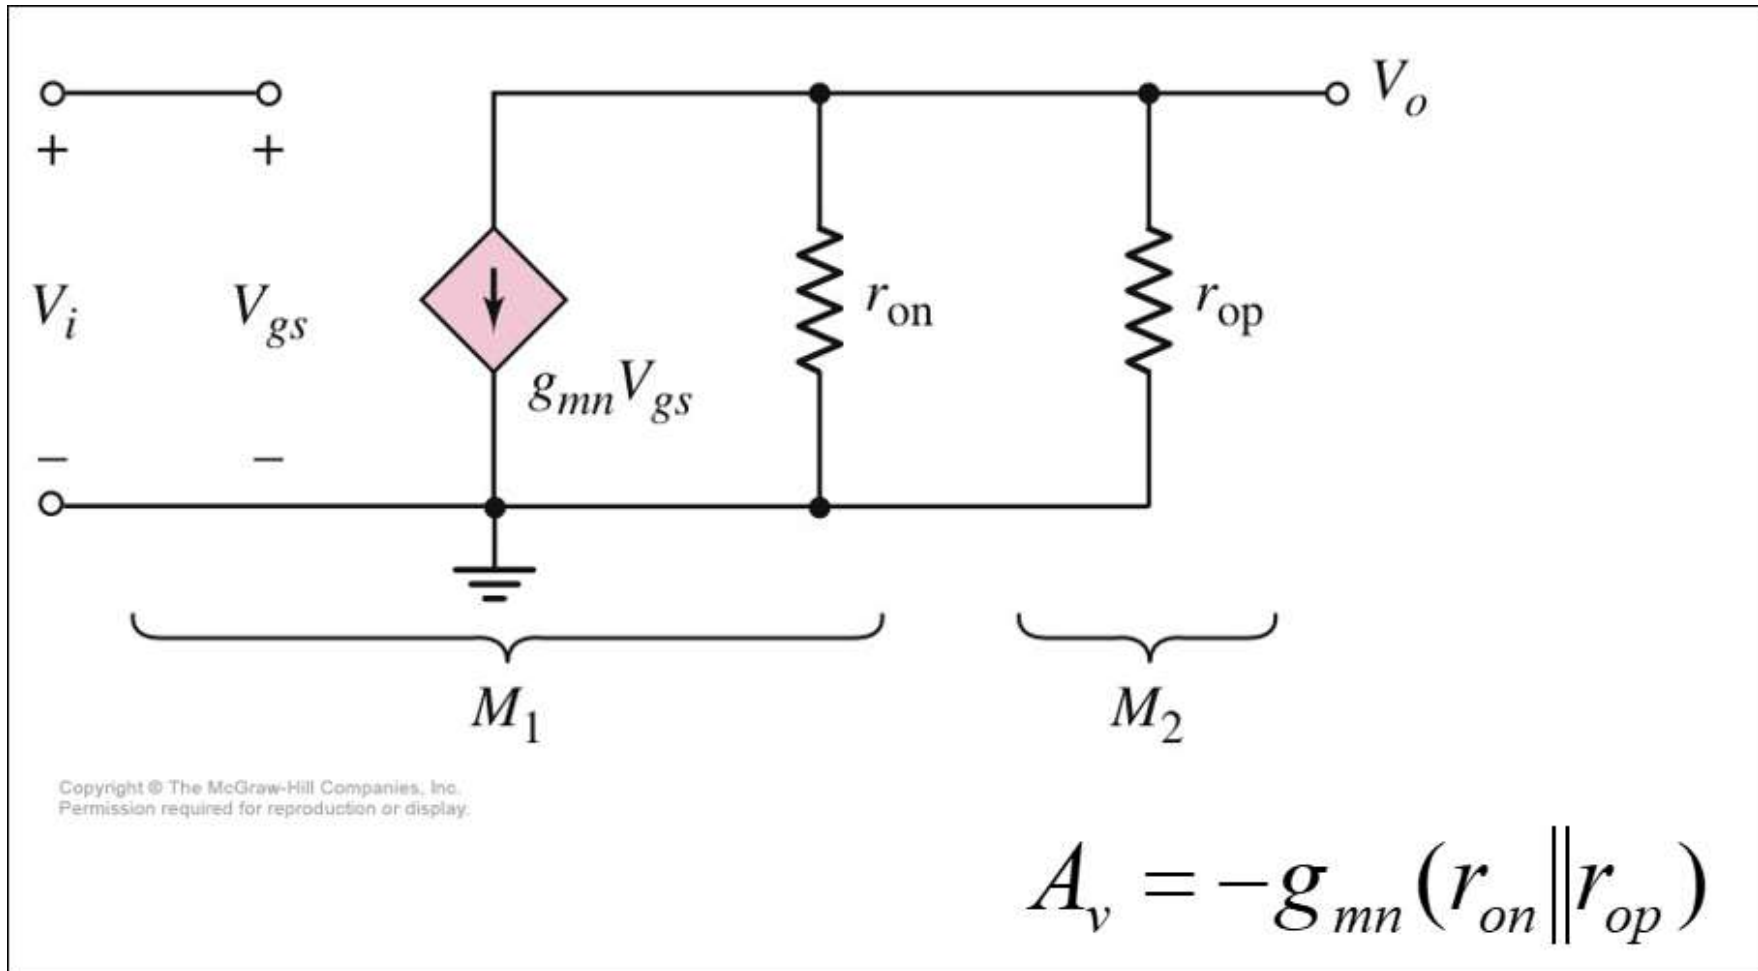 V_o
+ +
V_i V_gs r_on r_op
g_mn V_gs
− −
M_1 M_2
Copyright © The McGraw-Hill Companies, Inc.
Permission required for reproduction or display.
A_v = −g_mn (r_on‖r_op)